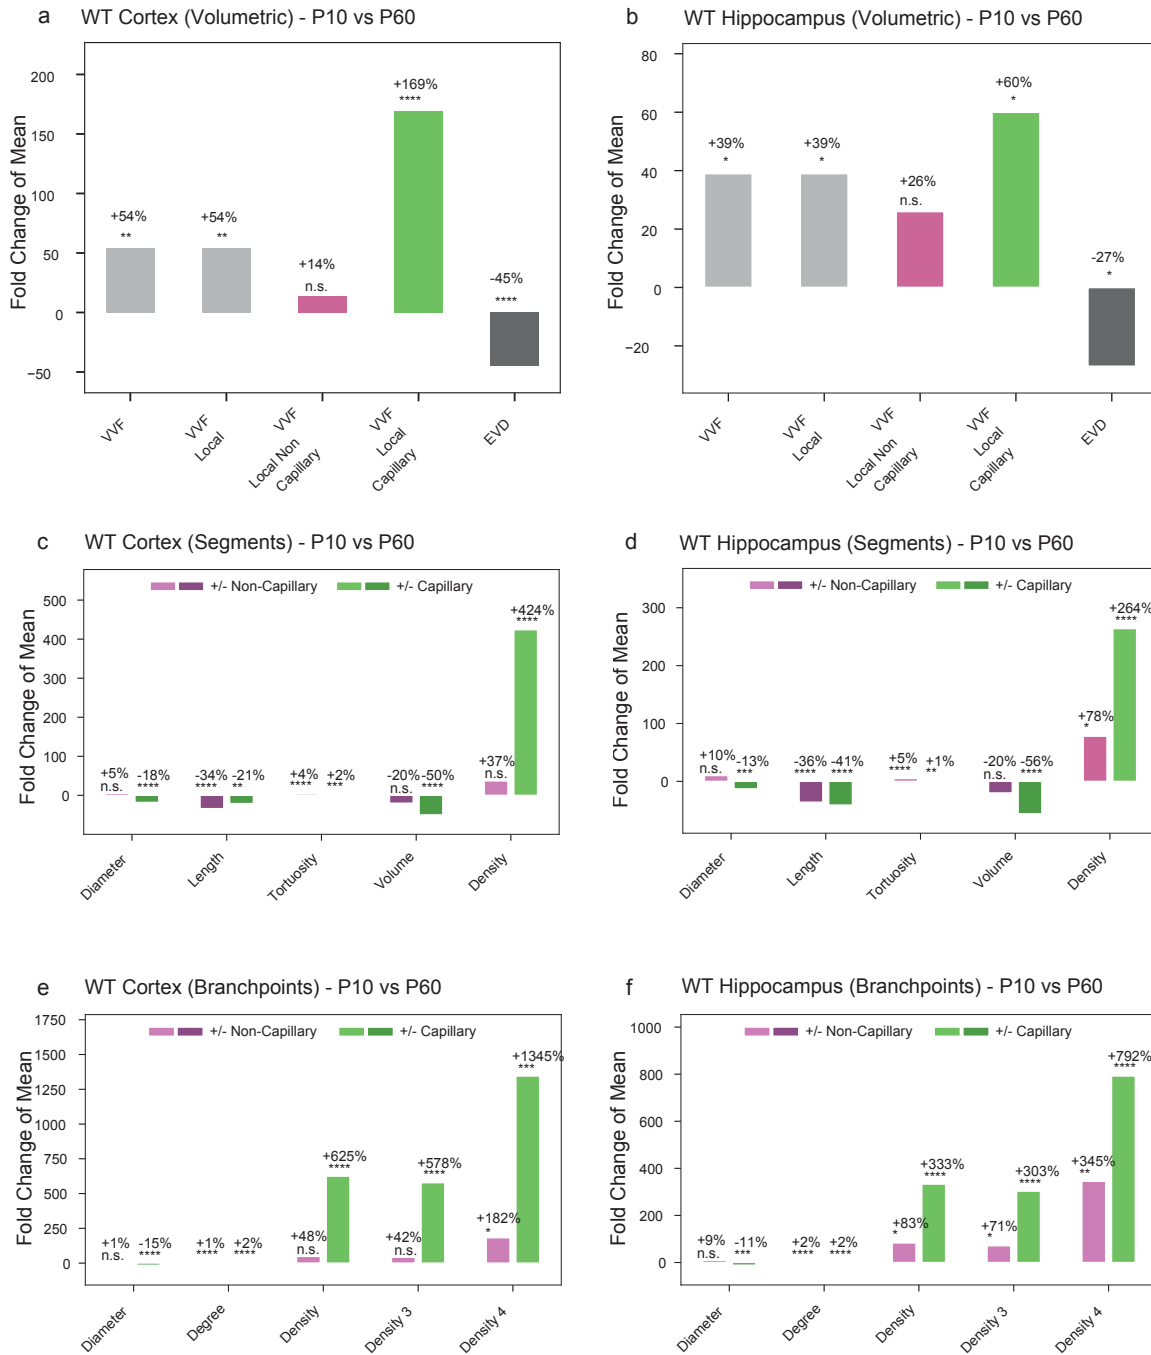 a WT Cortex (Volumetric) - P10 vs P60
Fold Change of Mean
200
150
100
50
0
−50
+54%
**
+54%
**
+14%
n.s.
+169%
****
-45%
****
VVF
VVF
Local
VVF
Local Non
Capillary
VVF
Local
Capillary
EVD
b WT Hippocampus (Volumetric) - P10 vs P60
Fold Change of Mean
80
60
40
20
0
−20
+39%
*
+39%
*
+26%
n.s.
+60%
*
-27%
*
VVF
VVF
Local
VVF
Local Non
Capillary
VVF
Local
Capillary
EVD
c WT Cortex (Segments) - P10 vs P60
+/- Non-Capillary +/- Capillary
Fold Change of Mean
500
400
300
200
100
0
+5% -18% -34% -21% +4% +2% -20% -50% +37% +424%
n.s. **** **** ** **** *** n.s. **** n.s. ****
Diameter Length Tortuosity Volume Density
d WT Hippocampus (Segments) - P10 vs P60
+/- Non-Capillary +/- Capillary
Fold Change of Mean
300
200
100
0
+10% -13% -36% -41% +5% +1% -20% -56% +78% +264%
n.s. *** **** **** **** ** n.s. **** * ****
Diameter Length Tortuosity Volume Density
e WT Cortex (Branchpoints) - P10 vs P60
+/- Non-Capillary +/- Capillary
Fold Change of Mean
1750
1500
1250
1000
750
500
250
0
+1% -15% +1% +2% +48% +625% +42% +578% +182% +1345%
n.s. **** **** **** n.s. **** n.s. **** * ***
Diameter Degree Density Density 3 Density 4
f WT Hippocampus (Branchpoints) - P10 vs P60
+/- Non-Capillary +/- Capillary
Fold Change of Mean
1000
800
600
400
200
0
+9% -11% +2% +2% +83% +333% +71% +303% +345% +792%
n.s. *** **** **** * **** * **** ** ****
Diameter Degree Density Density 3 Density 4